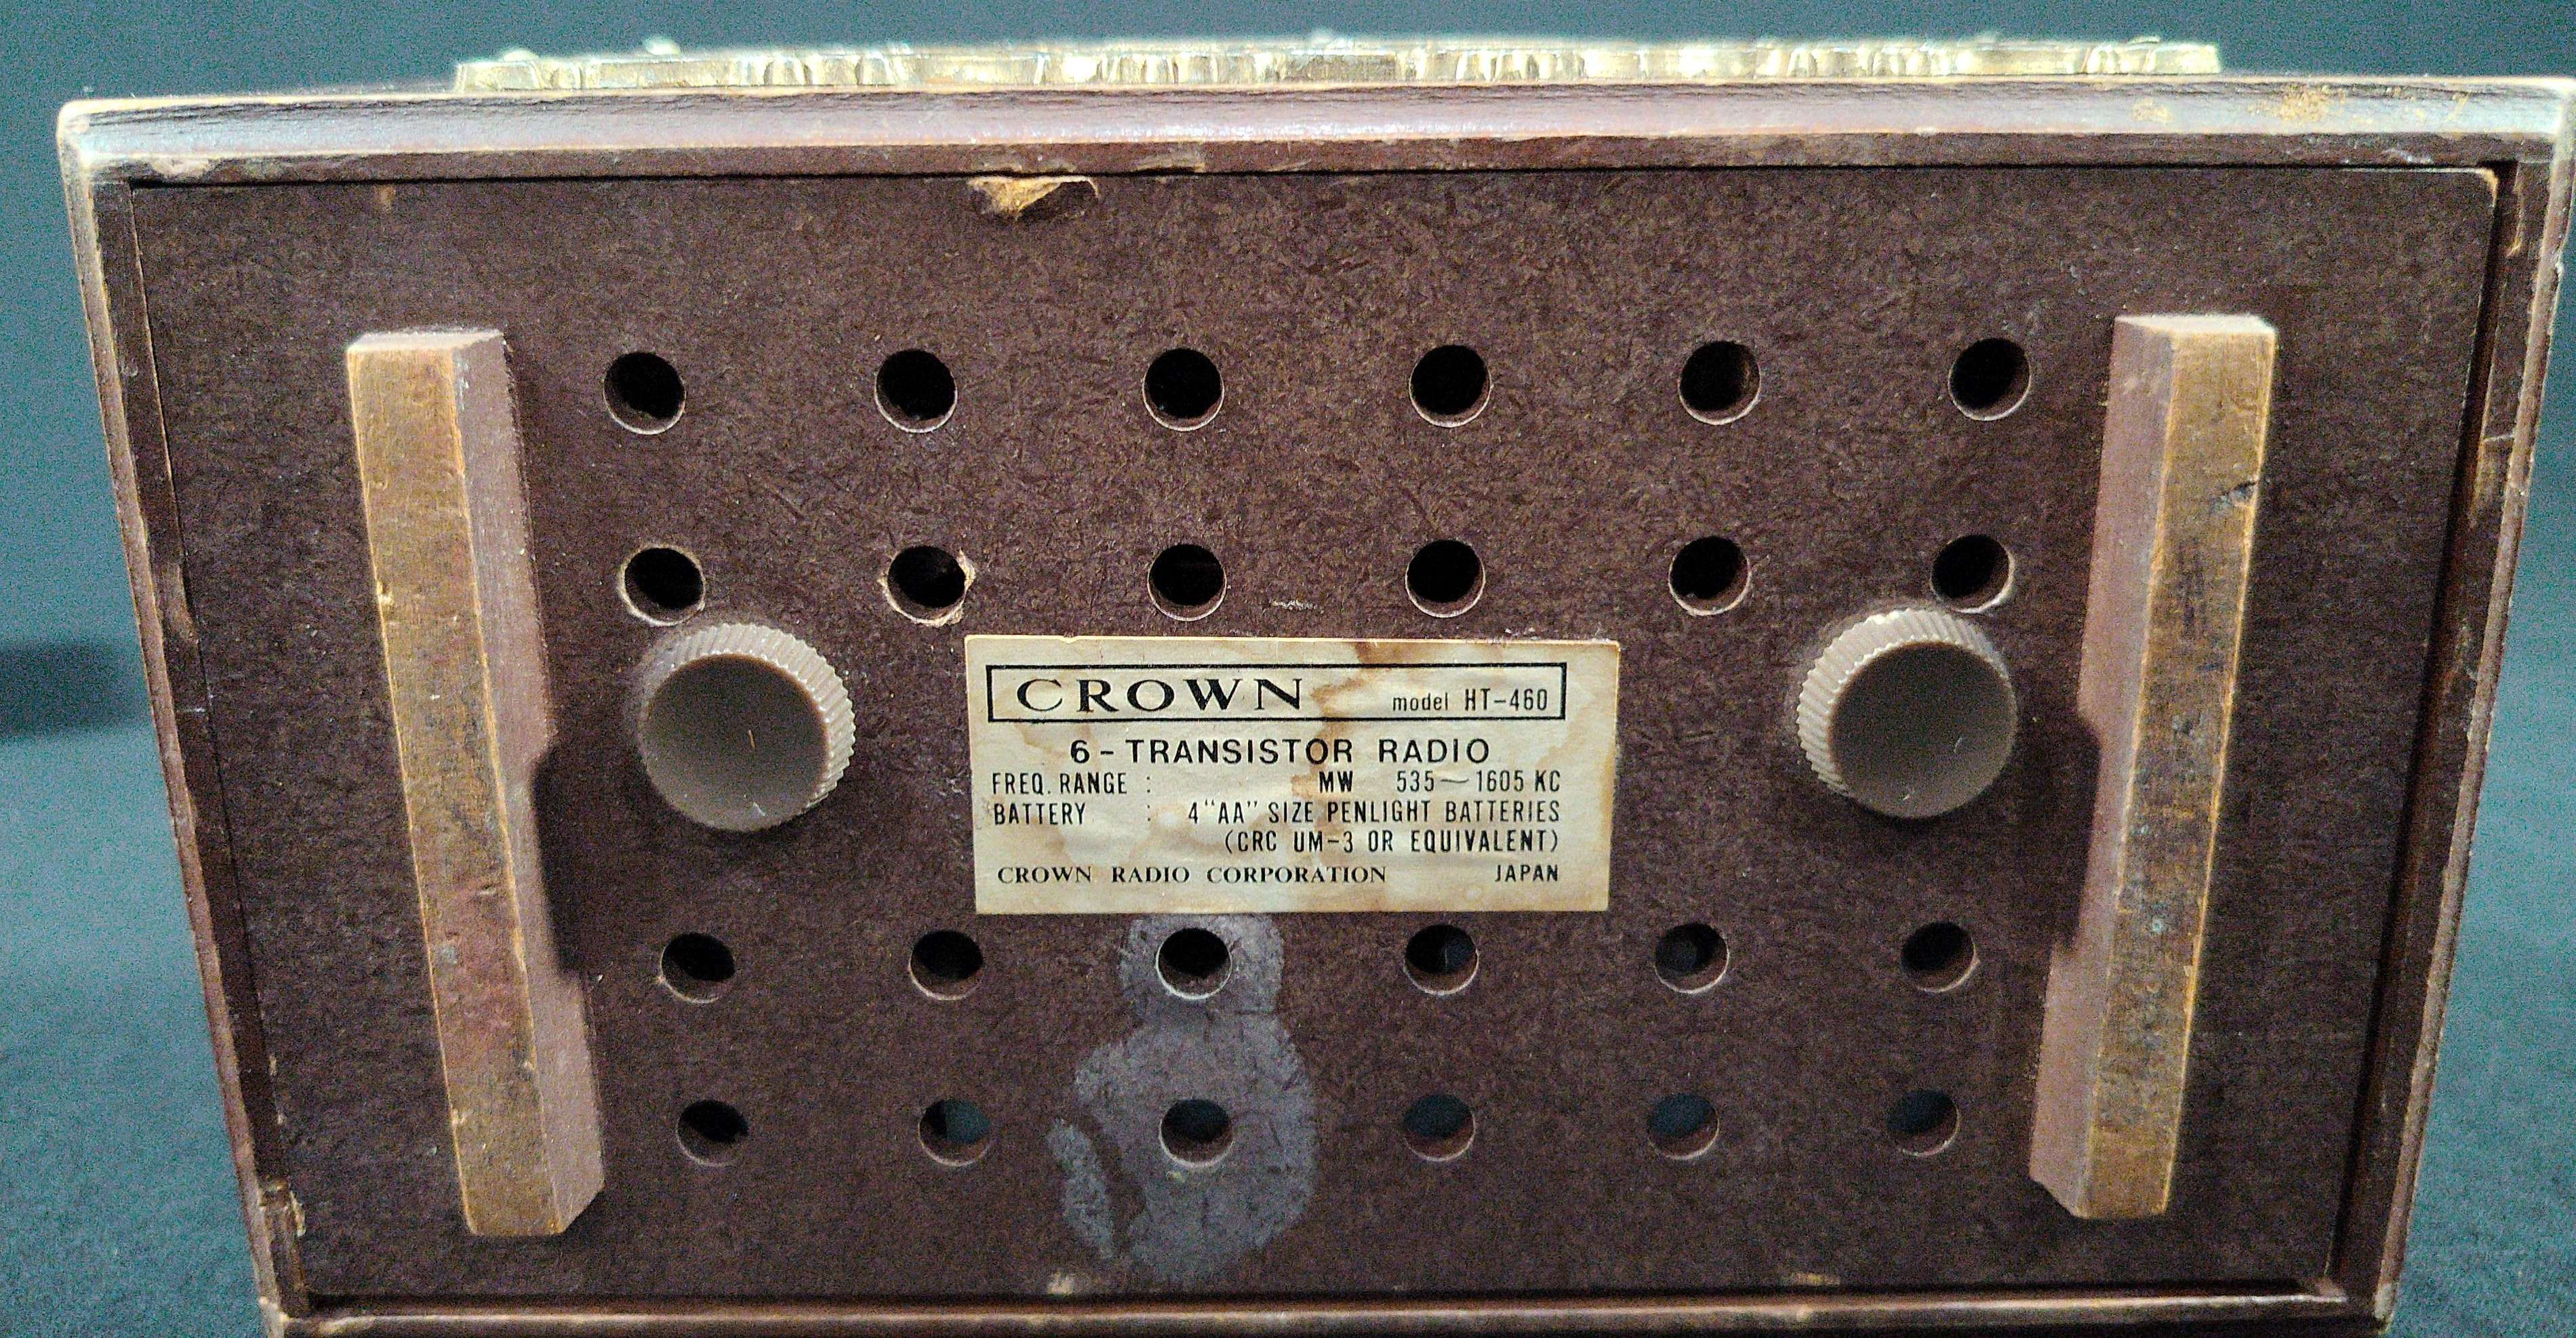 CROWN model HT-460
6-TRANSISTOR RADIO
FREQ. RANGE : MW 535~1605 KC
BATTERY : 4 "AA" SIZE PENLIGHT BATTERIES
(CRC UM-3 OR EQUIVALENT)
CROWN RADIO CORPORATION JAPAN